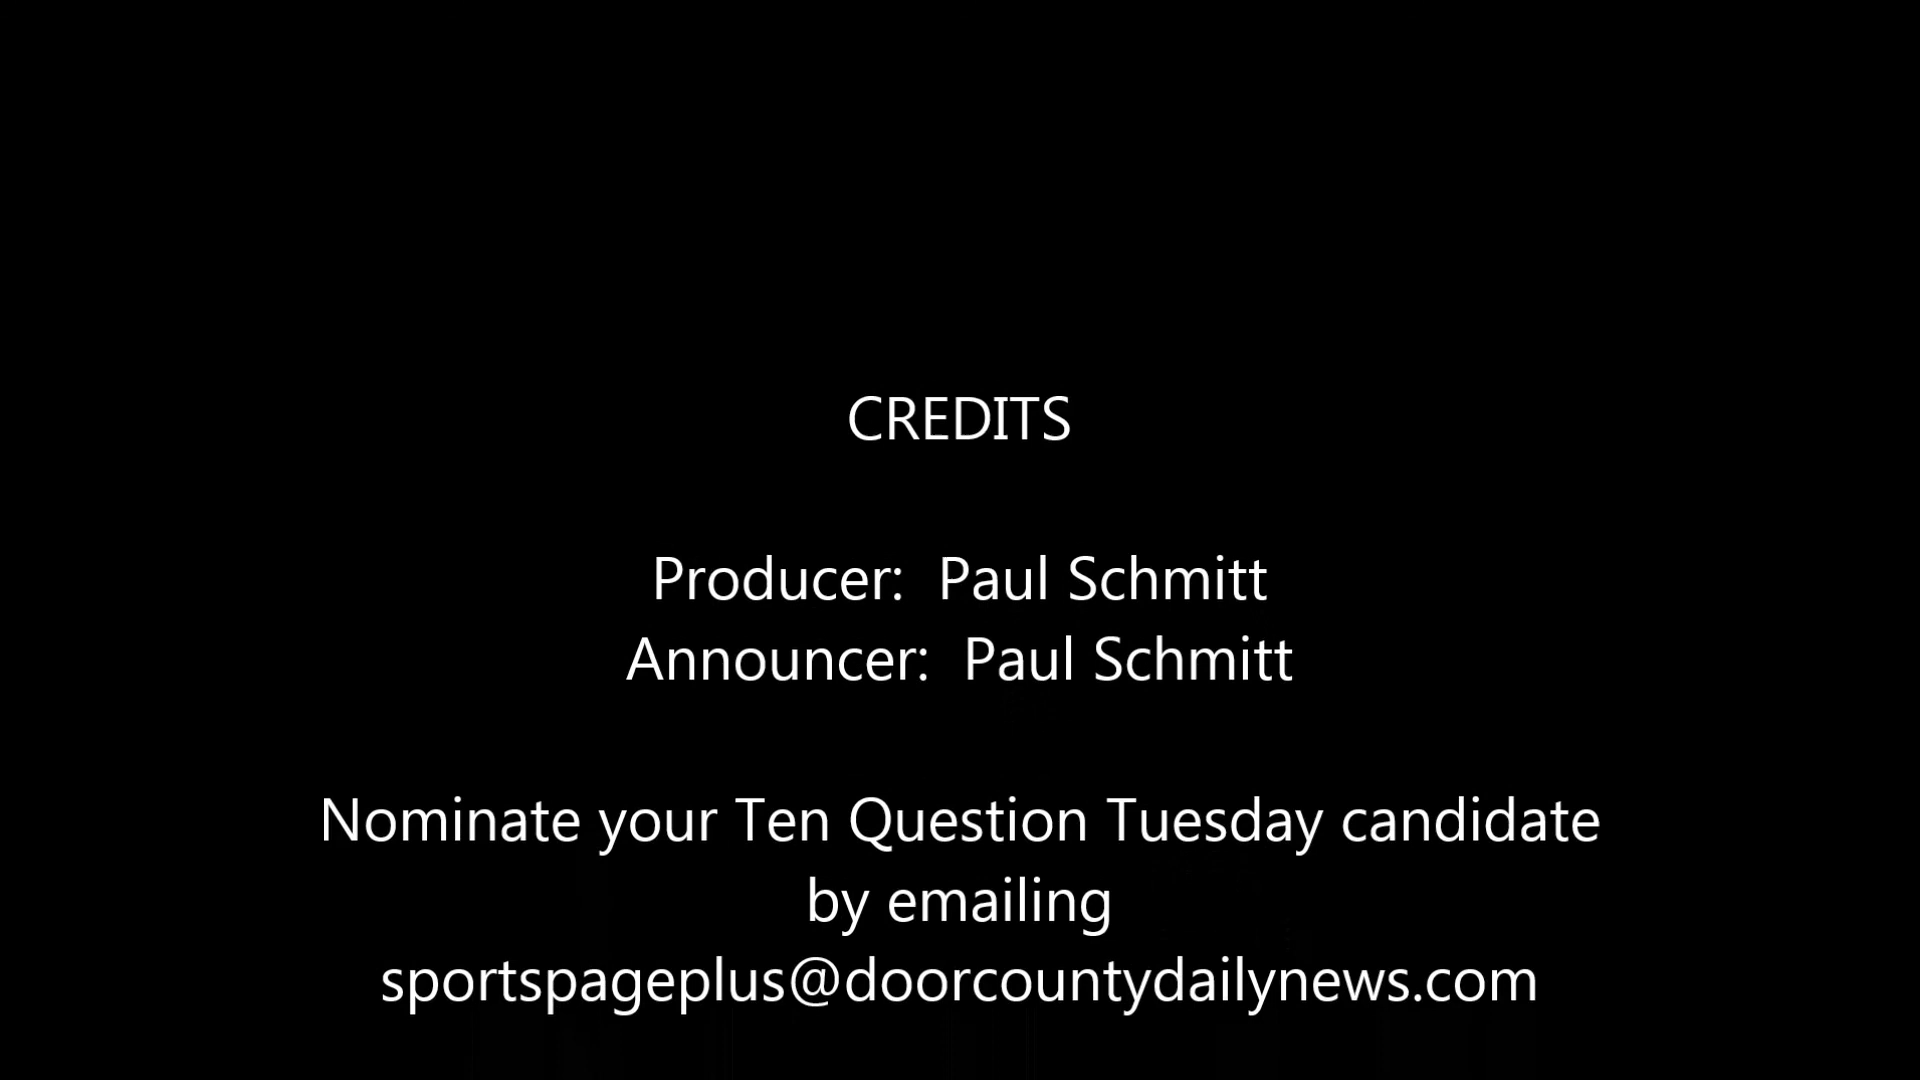 CREDITS
Producer:  Paul Schmitt
Announcer:  Paul Schmitt
Nominate your Ten Question Tuesday candidate
by emailing
sportspageplus@doorcountydailynews.com